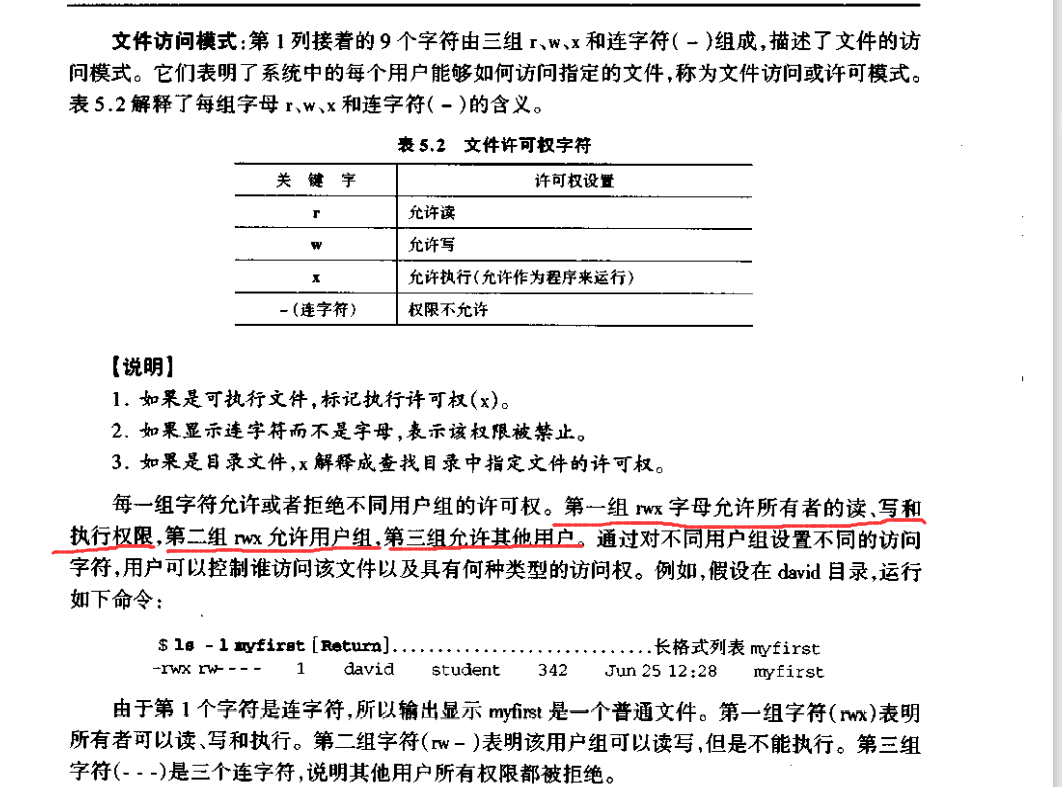 文件访问模式:第1列接着的9个字符由三组 r、w、x 和连字符( - )组成,描述了文件的访
问模式。它们表明了系统中的每个用户能够如何访问指定的文件,称为文件访问或许可模式。
表5.2解释了每组字母 r、w、x 和连字符( - )的含义。
表5.2 文件许可权字符
关 键 字 许可权设置
r 允许读
w 允许写
x 允许执行(允许作为程序来运行)
-(连字符) 权限不允许
【说明】
1. 如果是可执行文件,标记执行许可权(x)。
2. 如果显示连字符而不是字母,表示该权限被禁止。
3. 如果是目录文件,x 解释成查找目录中指定文件的许可权。
每一组字符允许或者拒绝不同用户组的许可权。第一组 rwx 字母允许所有者的读、写和
执行权限,第二组 rwx 允许用户组,第三组允许其他用户。通过对不同用户组设置不同的访问
字符,用户可以控制谁访问该文件以及具有何种类型的访问权。例如,假设在 david 目录,运行
如下命令:
$ ls -l myfirst [Return]..............................长格式列表 myfirst
-rwx rw- --- 1 david student 342 Jun 25 12:28 myfirst
由于第1个字符是连字符,所以输出显示 myfirst 是一个普通文件。第一组字符(rwx)表明
所有者可以读、写和执行。第二组字符(rw - )表明该用户组可以读写,但是不能执行。第三组
字符(- - -)是三个连字符,说明其他用户所有权限都被拒绝。